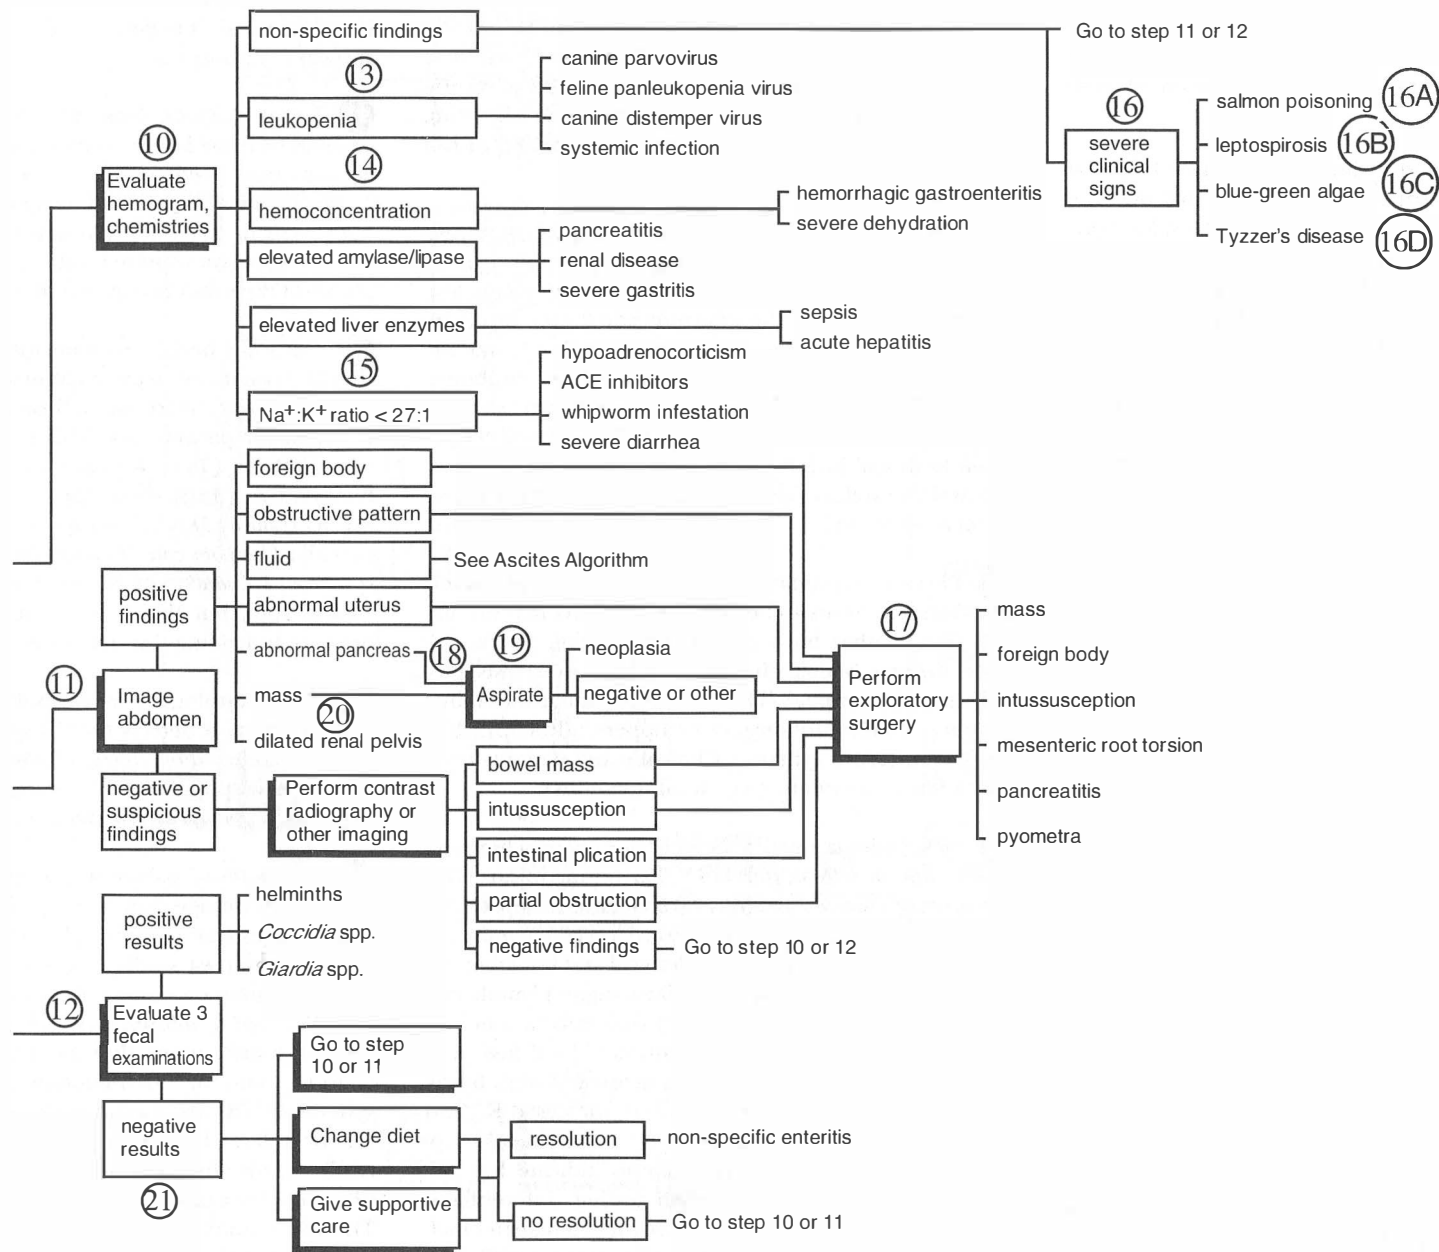 non-specific findings
Go to step 11 or 12
13
leukopenia
canine parvovirus
feline panleukopenia virus
canine distemper virus
systemic infection
16
severe
clinical
signs
salmon poisoning 16A
leptospirosis 16B
blue-green algae 16C
Tyzzer's disease 16D
10
Evaluate
hemogram,
chemistries
14
hemoconcentration
hemorrhagic gastroenteritis
severe dehydration
elevated amylase/lipase
pancreatitis
renal disease
severe gastritis
elevated liver enzymes
sepsis
acute hepatitis
15
Na+:K+ ratio < 27:1
hypoadrenocorticism
ACE inhibitors
whipworm infestation
severe diarrhea
11
Image
abdomen
positive
findings
foreign body
obstructive pattern
fluid
See Ascites Algorithm
abnormal uterus
abnormal pancreas
18
19
Aspirate
neoplasia
negative or other
mass
20
dilated renal pelvis
17
Perform
exploratory
surgery
mass
foreign body
intussusception
mesenteric root torsion
pancreatitis
pyometra
negative or
suspicious
findings
Perform contrast
radiography or
other imaging
bowel mass
intussusception
intestinal plication
partial obstruction
negative findings
Go to step 10 or 12
12
Evaluate 3
fecal
examinations
positive
results
helminths
Coccidia spp.
Giardia spp.
negative
results
21
Go to step
10 or 11
Change diet
Give supportive
care
resolution
non-specific enteritis
no resolution
Go to step 10 or 11